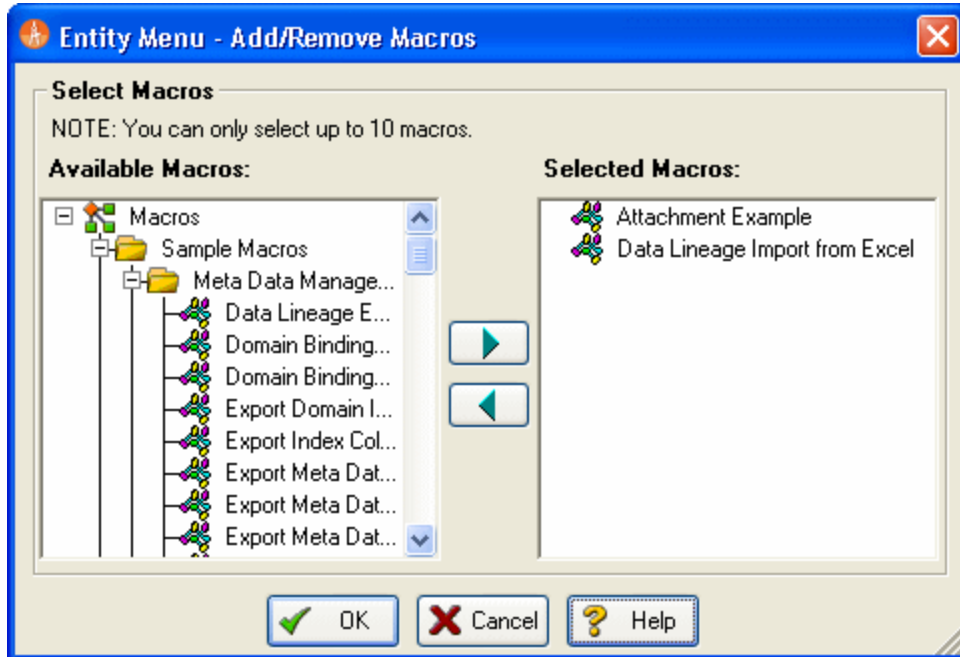 Entity Menu - Add/Remove Macros
Select Macros
NOTE: You can only select up to 10 macros.
Available Macros:
Macros
Sample Macros
Meta Data Manage...
Data Lineage E...
Domain Binding...
Domain Binding...
Export Domain I...
Export Index Col...
Export Meta Dat...
Export Meta Dat...
Export Meta Dat...
Selected Macros:
Attachment Example
Data Lineage Import from Excel
OK
Cancel
Help